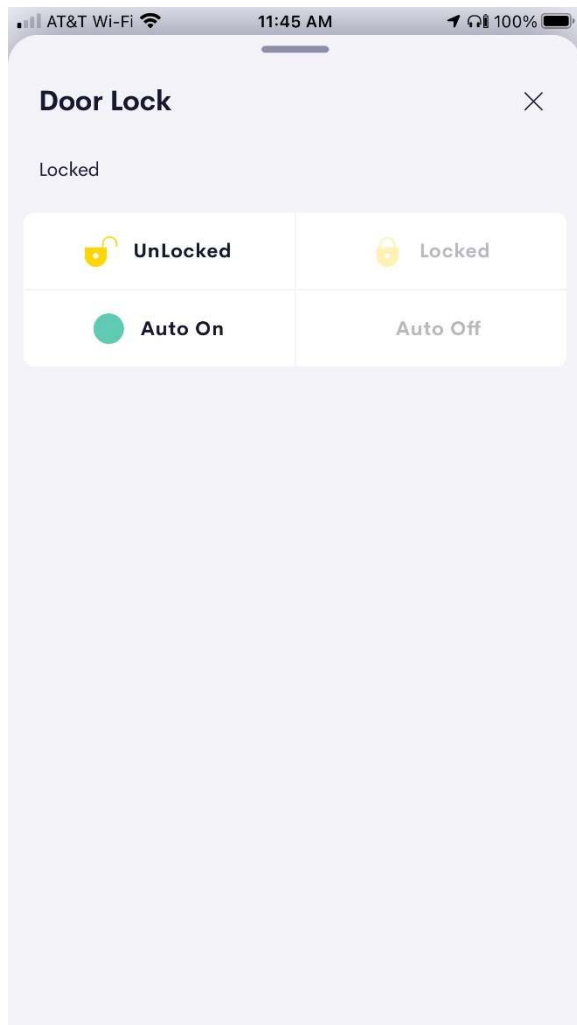 AT&T Wi-Fi 11:45 AM 100%
Door Lock
Locked
UnLocked Locked
Auto On Auto Off